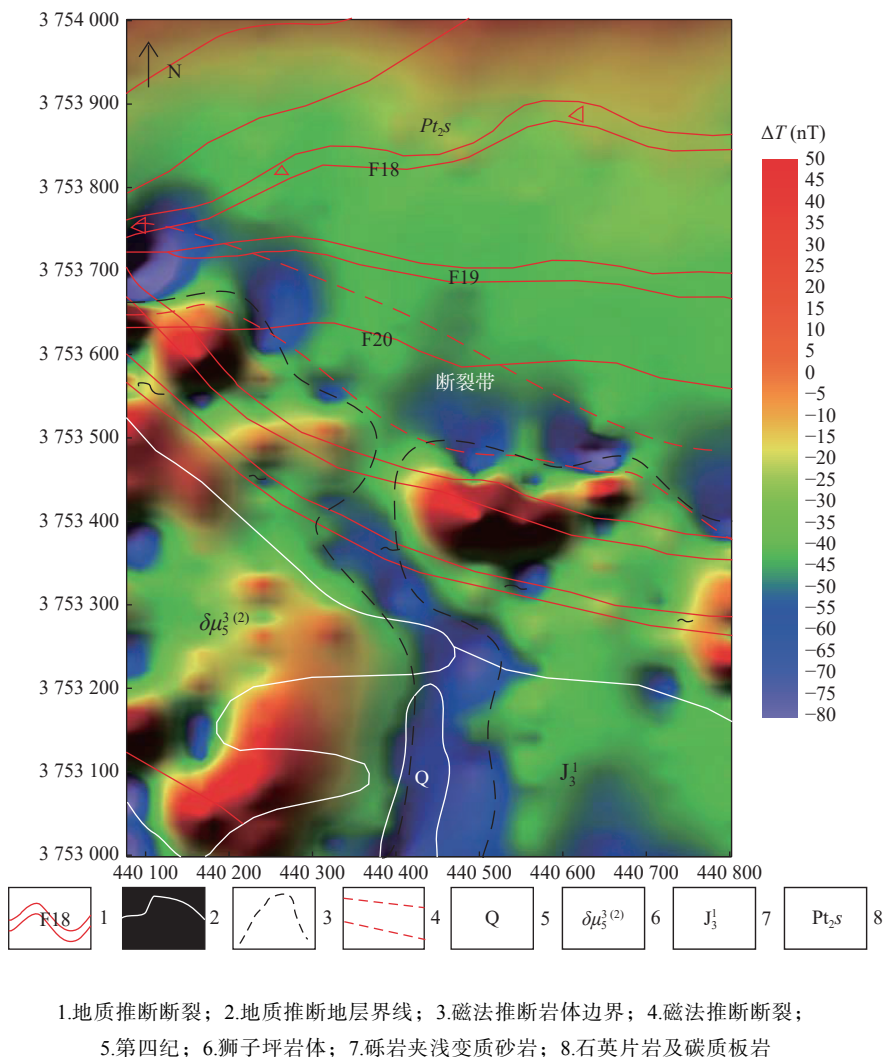 3 754 000
N
3 753 900
Pt₂s
F18
3 753 800
F19
3 753 700
F20
3 753 600
断裂带
3 753 500
3 753 400
3 753 300
δμ₅³⁽²⁾
3 753 200
J₃¹
3 753 100
Q
3 753 000
440 100 440 200 440 300 440 400 440 500 440 600 440 700 440 800
ΔT (nT)
50
45
40
35
30
25
20
15
10
5
0
−5
−10
−15
−20
−25
−30
−35
−40
−45
−50
−55
−60
−65
−70
−75
−80
F18 1 2 3 4 Q 5 δμ₅³⁽²⁾ 6 J₃¹ 7 Pt₂s 8
1.地质推断断裂；2.地质推断地层界线；3.磁法推断岩体边界；4.磁法推断断裂；
5.第四纪；6.狮子坪岩体；7.砾岩夹浅变质砂岩；8.石英片岩及碳质板岩